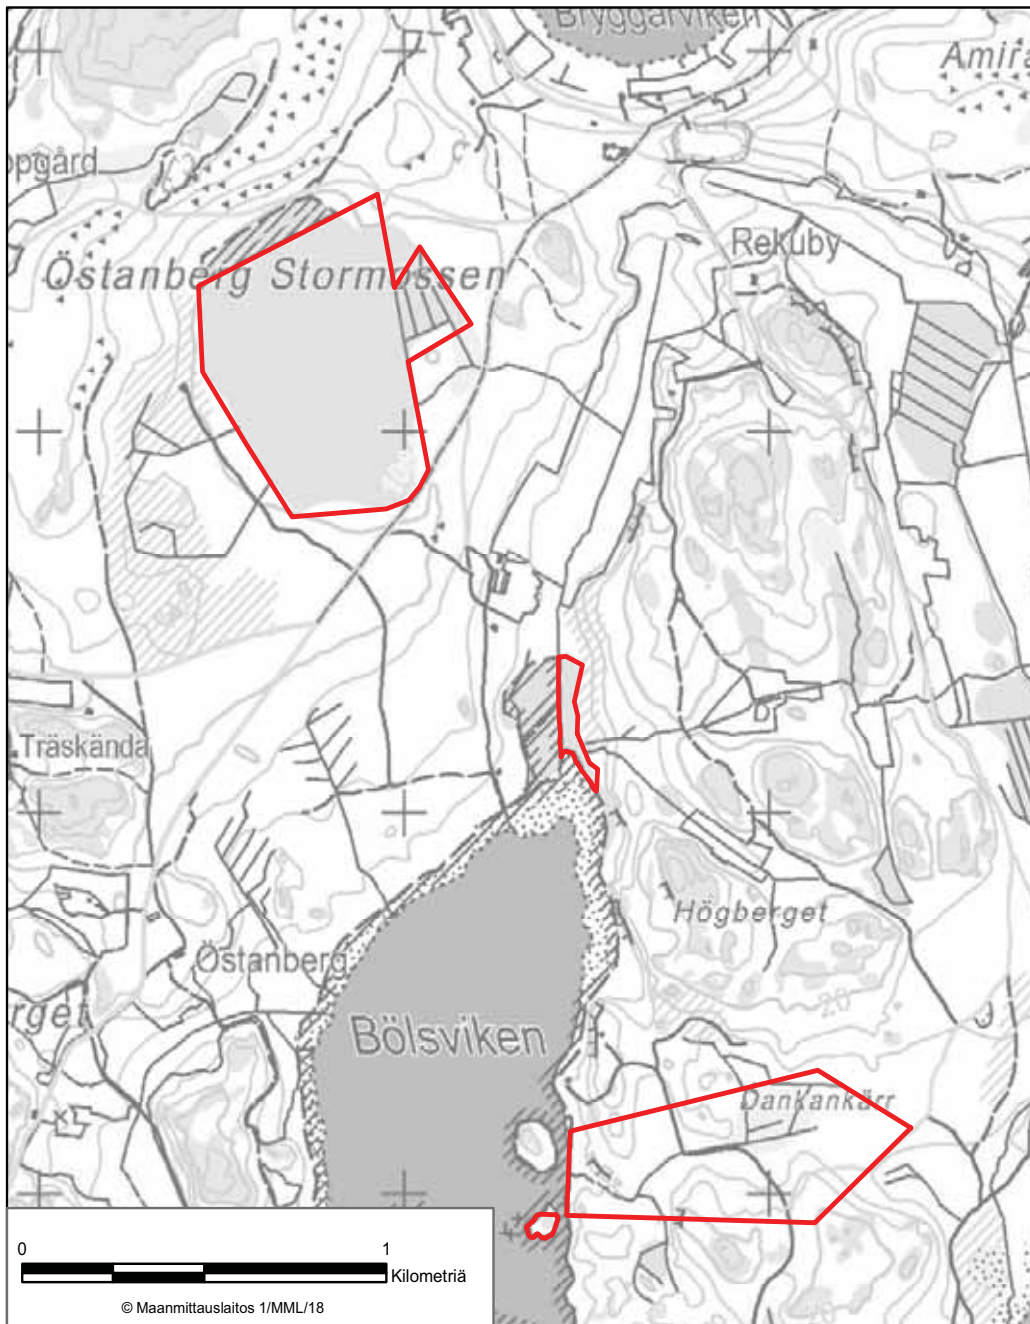 Bryggarviken
Amira
opgård
Rekuby
Östanberg Stormossen
Träskända
Högberget
Östanberg
20
rget
Bölsviken
Dankankärr
0 1
Kilometriä
© Maanmittauslaitos 1/MML/18